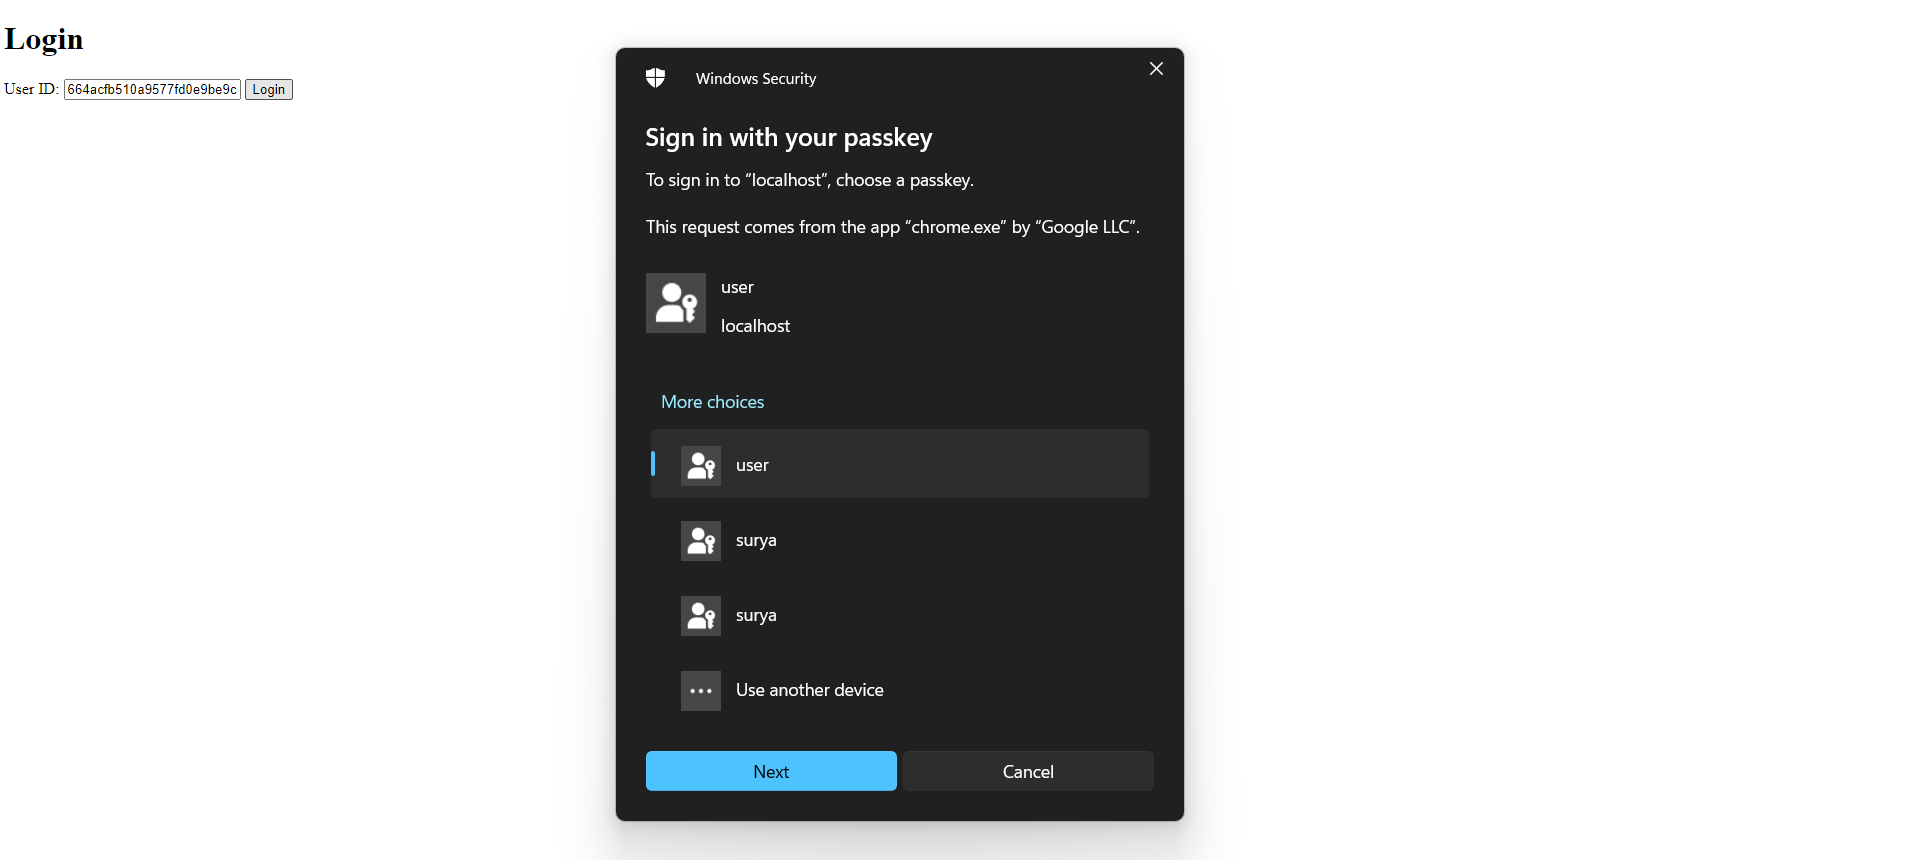 Login
User ID: 664acfb510a9577fd0e9be9c Login
Windows Security
Sign in with your passkey
To sign in to “localhost”, choose a passkey.
This request comes from the app “chrome.exe” by “Google LLC”.
user
localhost
More choices
user
surya
surya
Use another device
Next Cancel